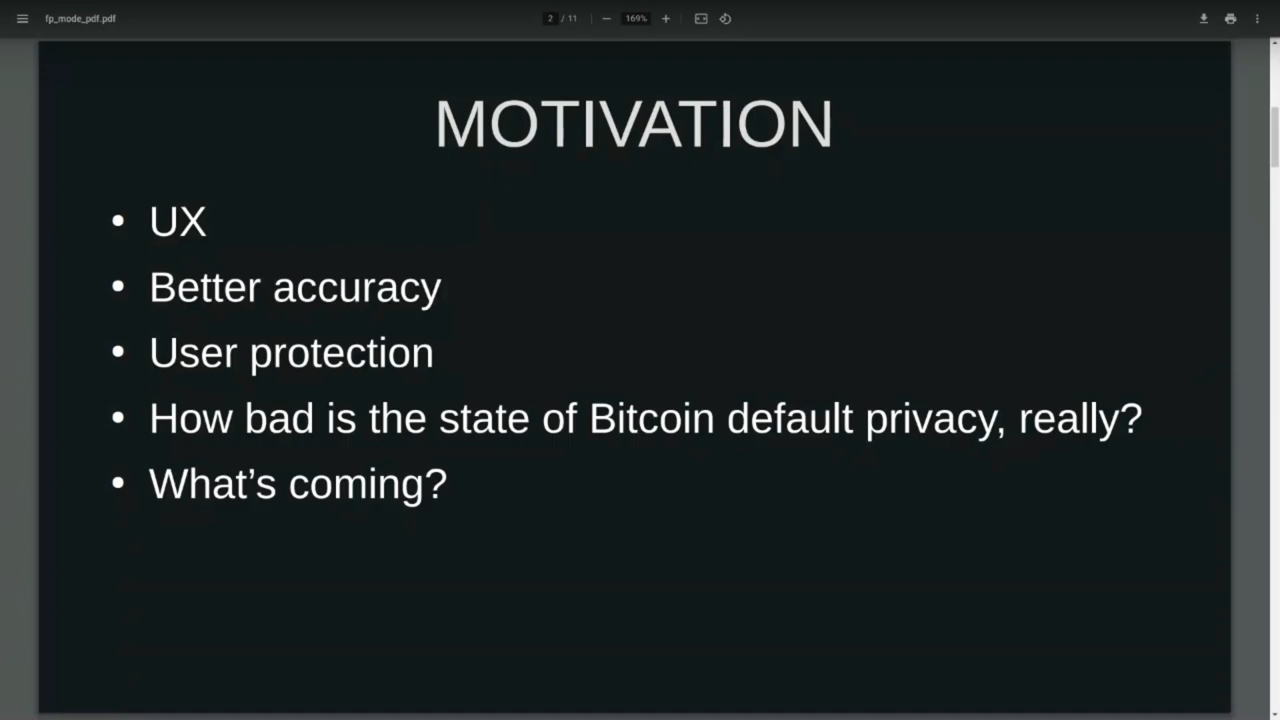 fp_mode_pdf.pdf
2 / 11
169%
MOTIVATION
• UX
• Better accuracy
• User protection
• How bad is the state of Bitcoin default privacy, really?
• What’s coming?